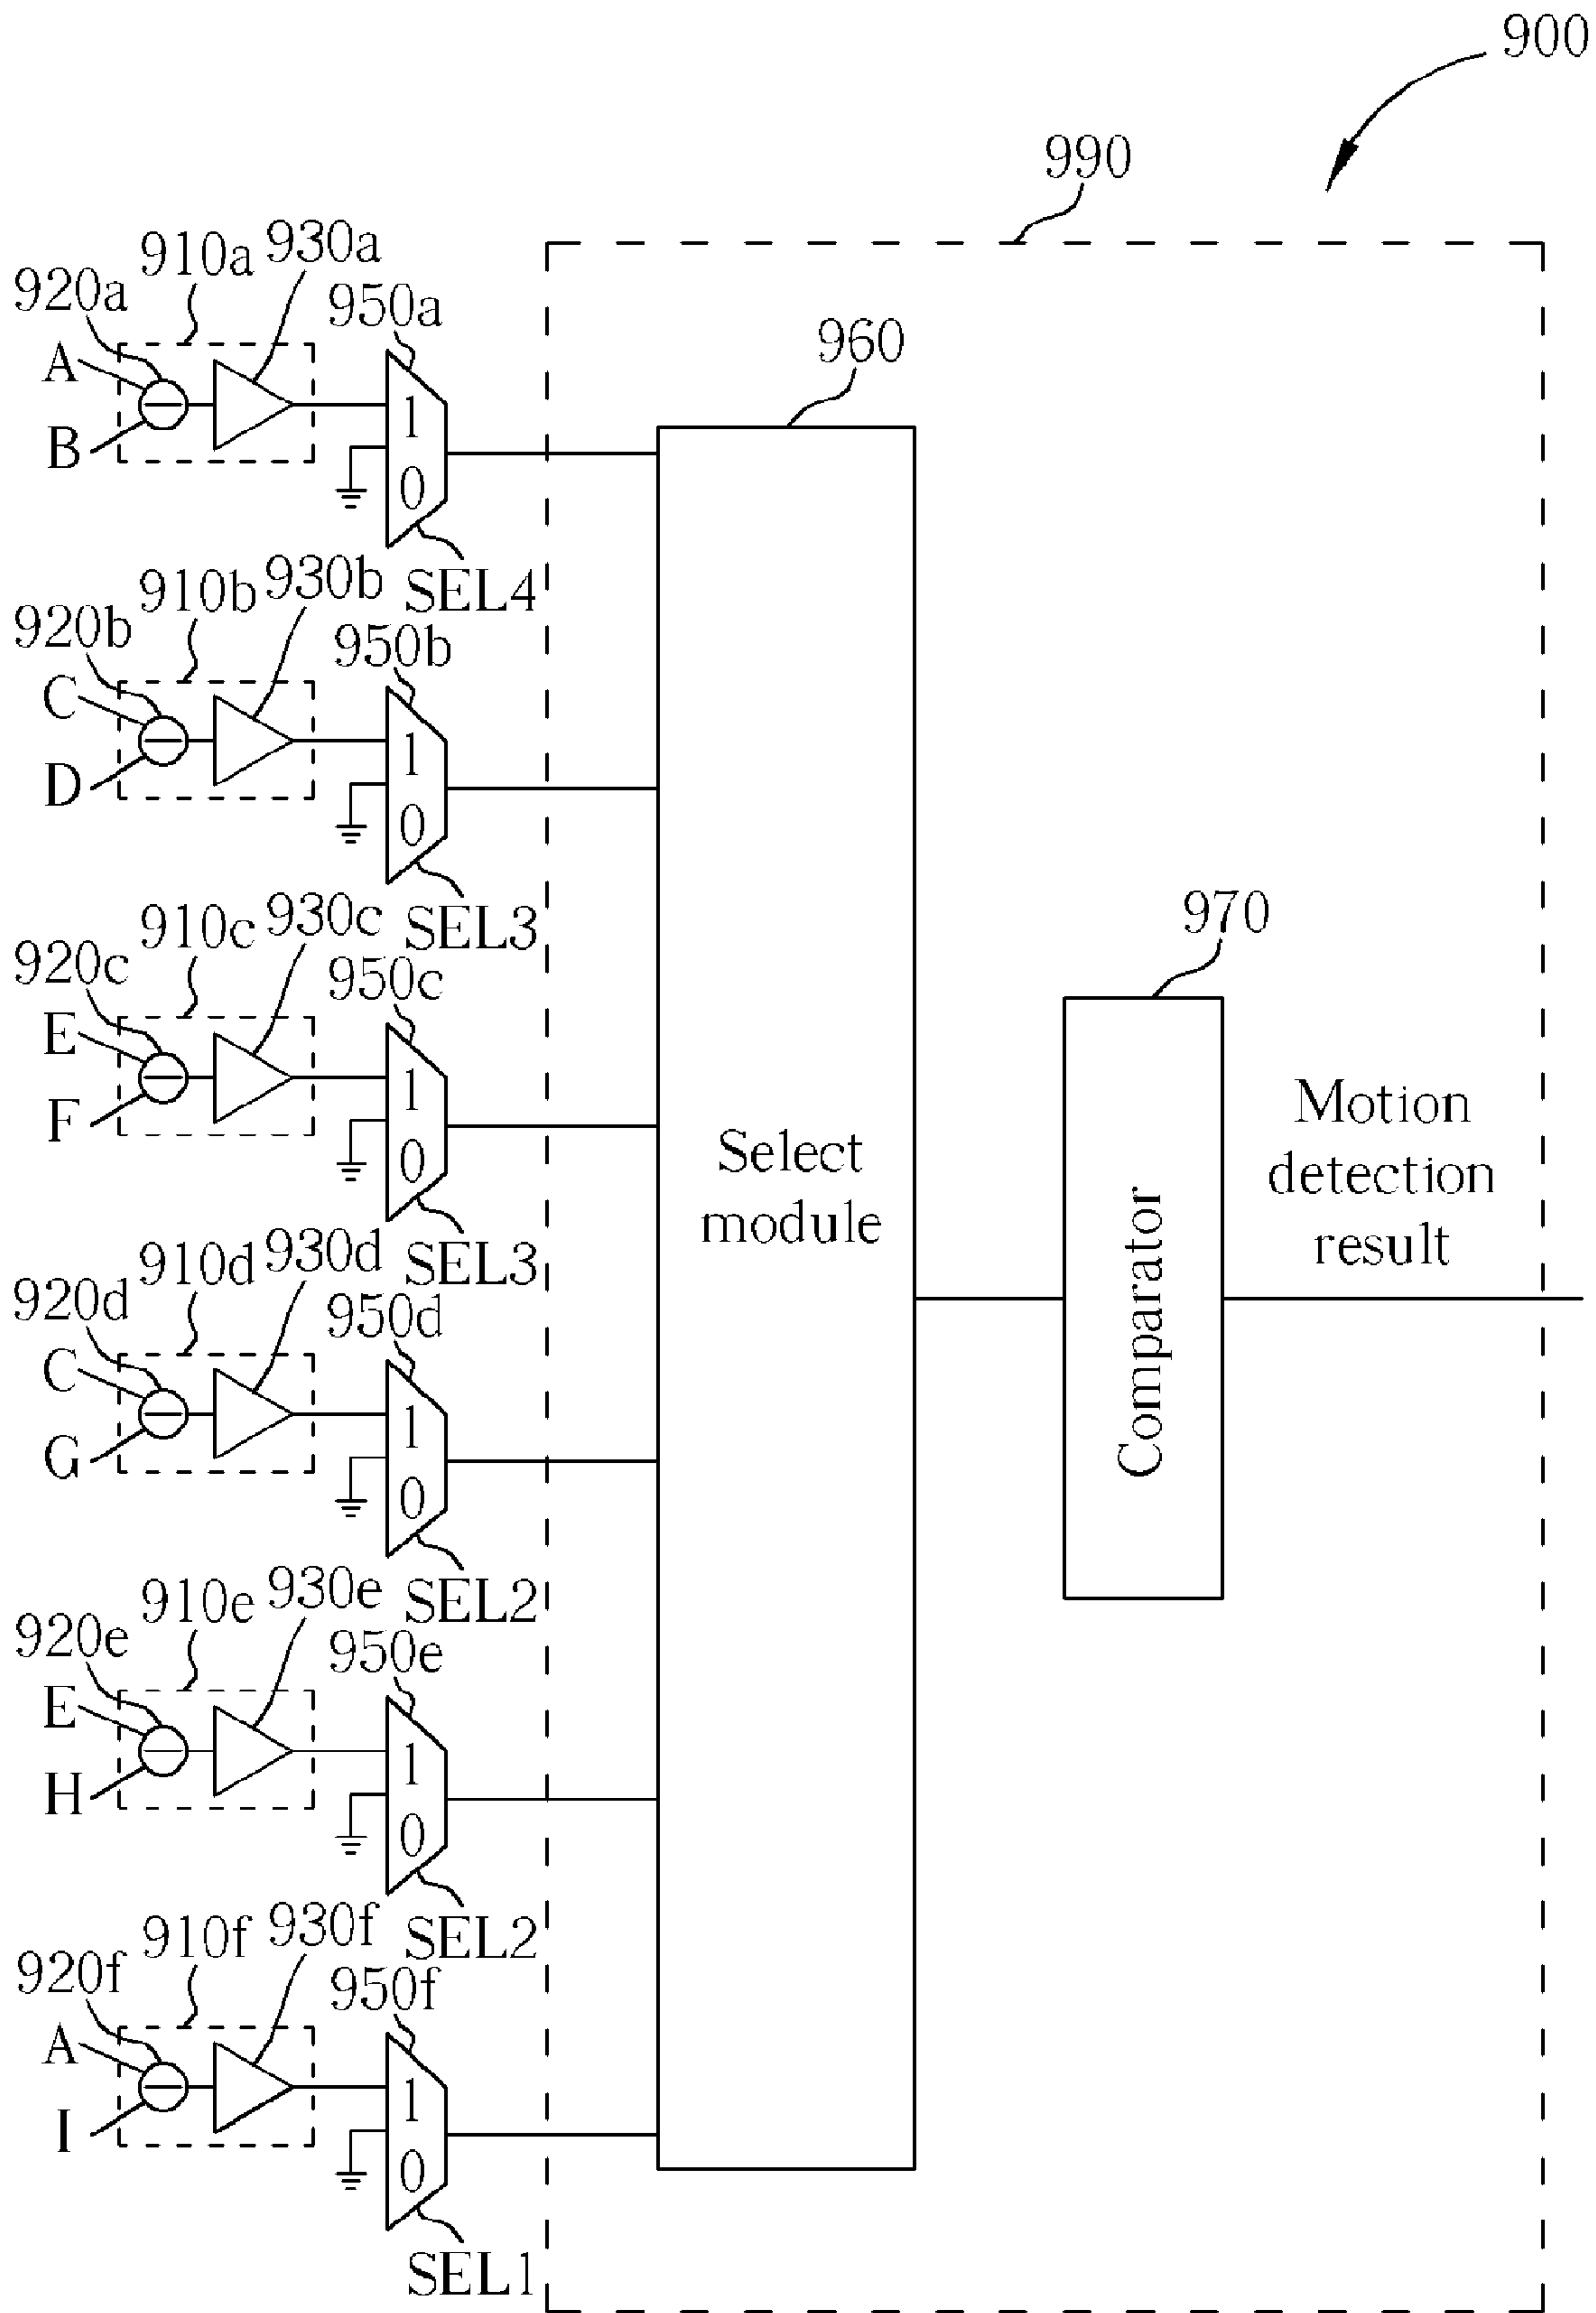 900
990
910a
930a
920a
950a
960
A
B
1
0
SEL4
910b
930b
920b
950b
C
D
1
0
SEL3
910c
930c
920c
950c
970
E
F
1
0
SEL3
Select
module
Comparator
Motion
detection
result
910d
930d
920d
950d
C
G
1
0
SEL2
910e
930e
920e
950e
E
H
1
0
SEL2
910f
930f
920f
950f
A
I
1
0
SEL1